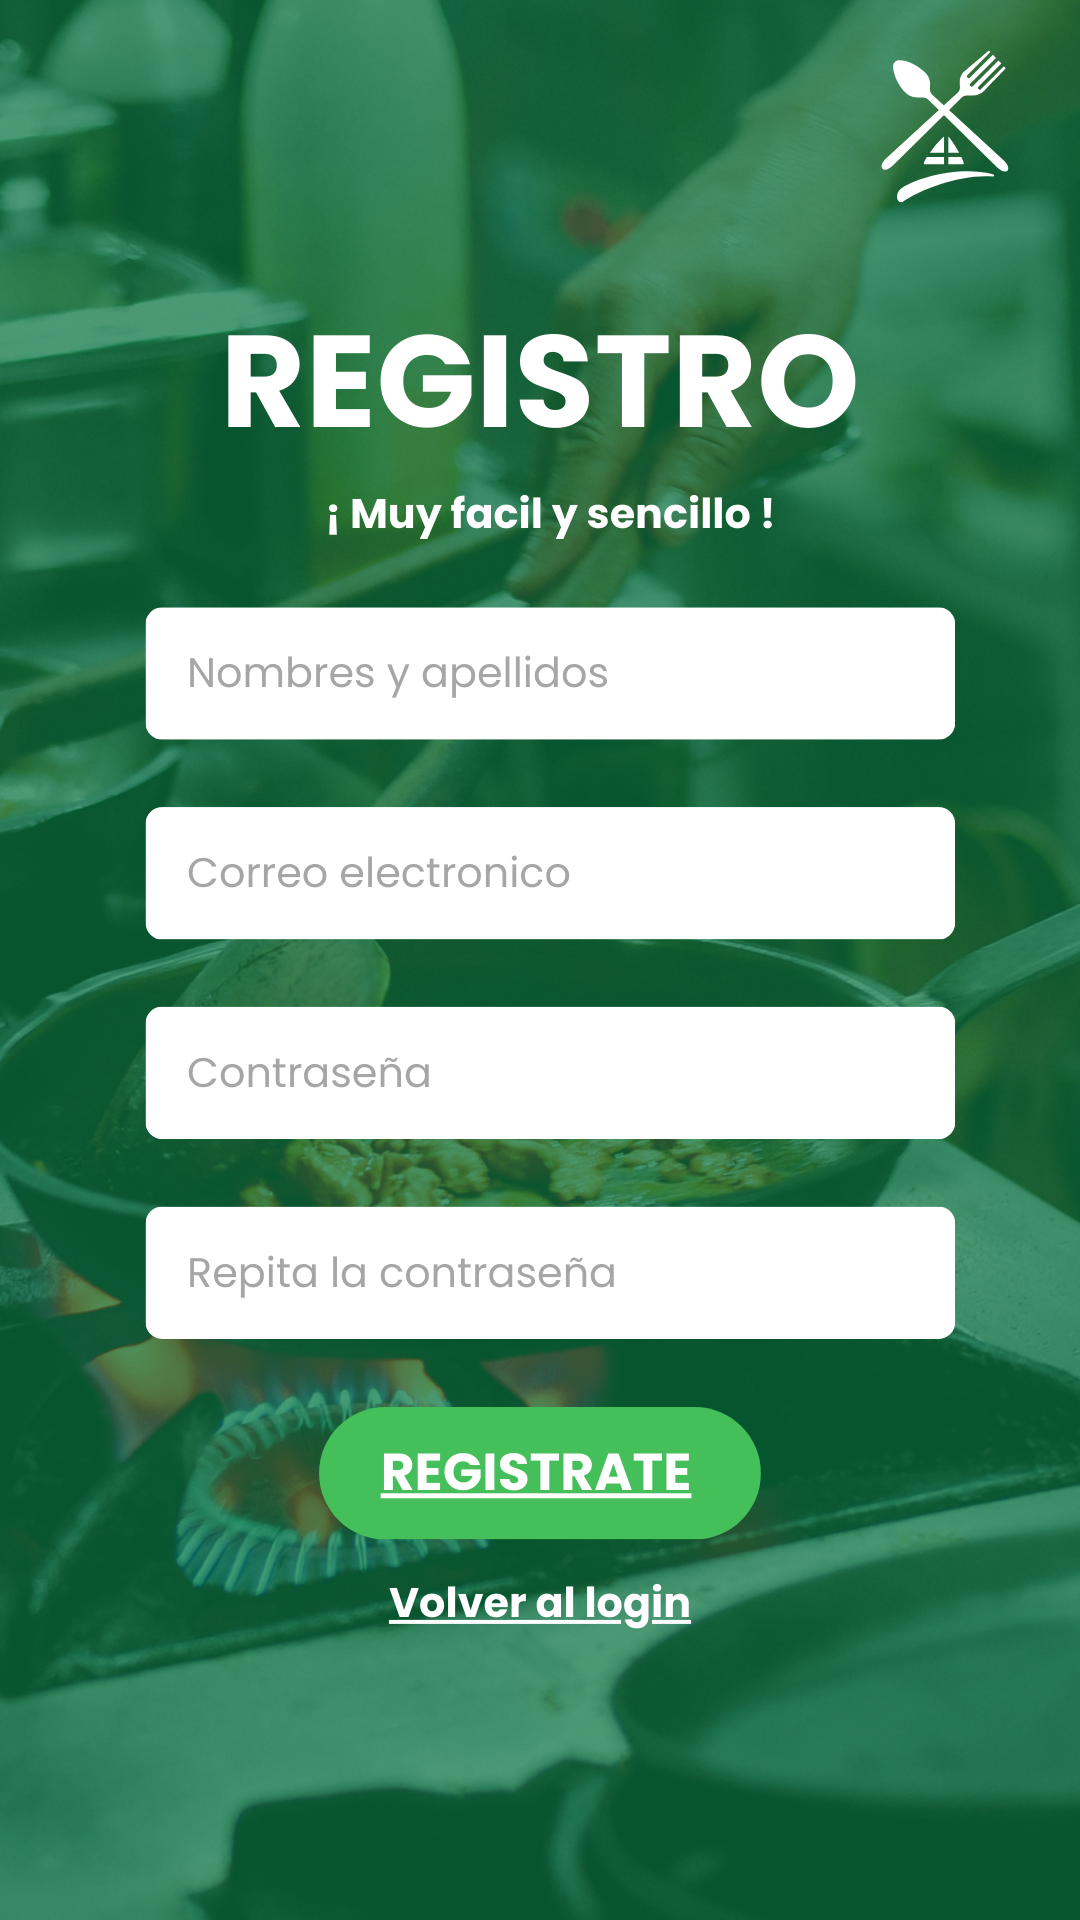 REGISTRO
¡ Muy facil y sencillo !
Nombres y apellidos
Correo electronico
Contraseña
Repita la contraseña
REGISTRATE
Volver al login